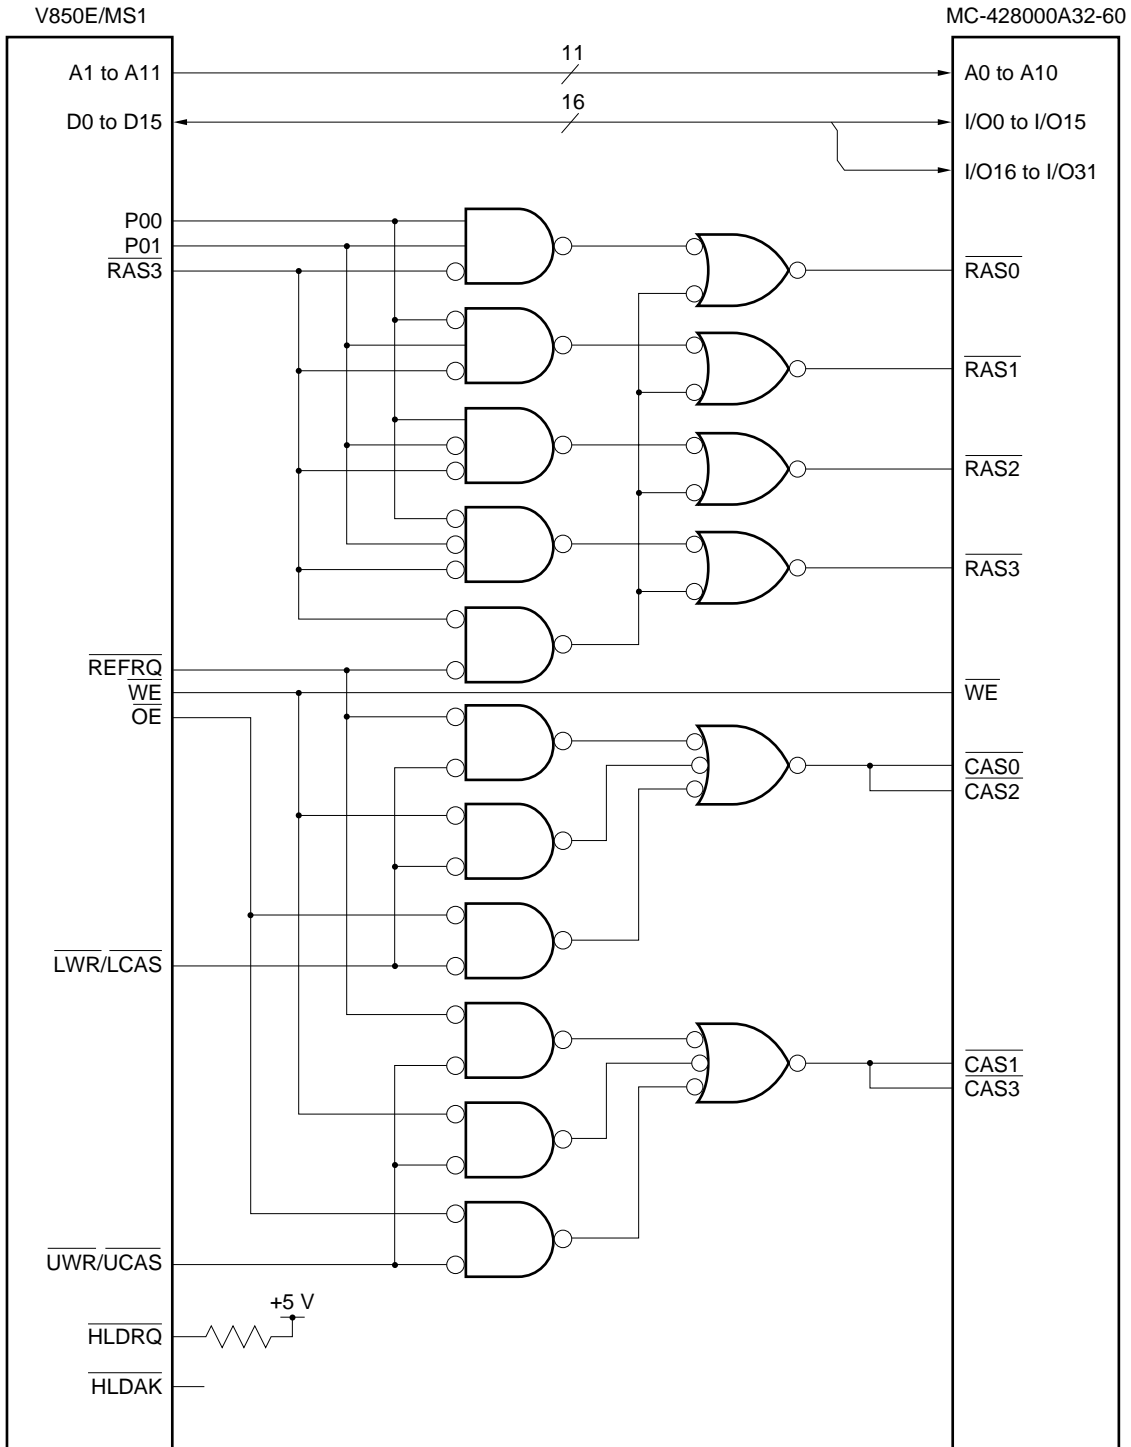 V850E/MS1 MC-428000A32-60
A1 to A11 11 A0 to A10
D0 to D15 16 I/O0 to I/O15
I/O16 to I/O31
P00
P01
RAS3 RAS0
RAS1
RAS2
RAS3
REFRQ
WE WE
OE
CAS0
CAS2
LWR/LCAS
CAS1
CAS3
UWR/UCAS
+5 V
HLDRQ
HLDAK